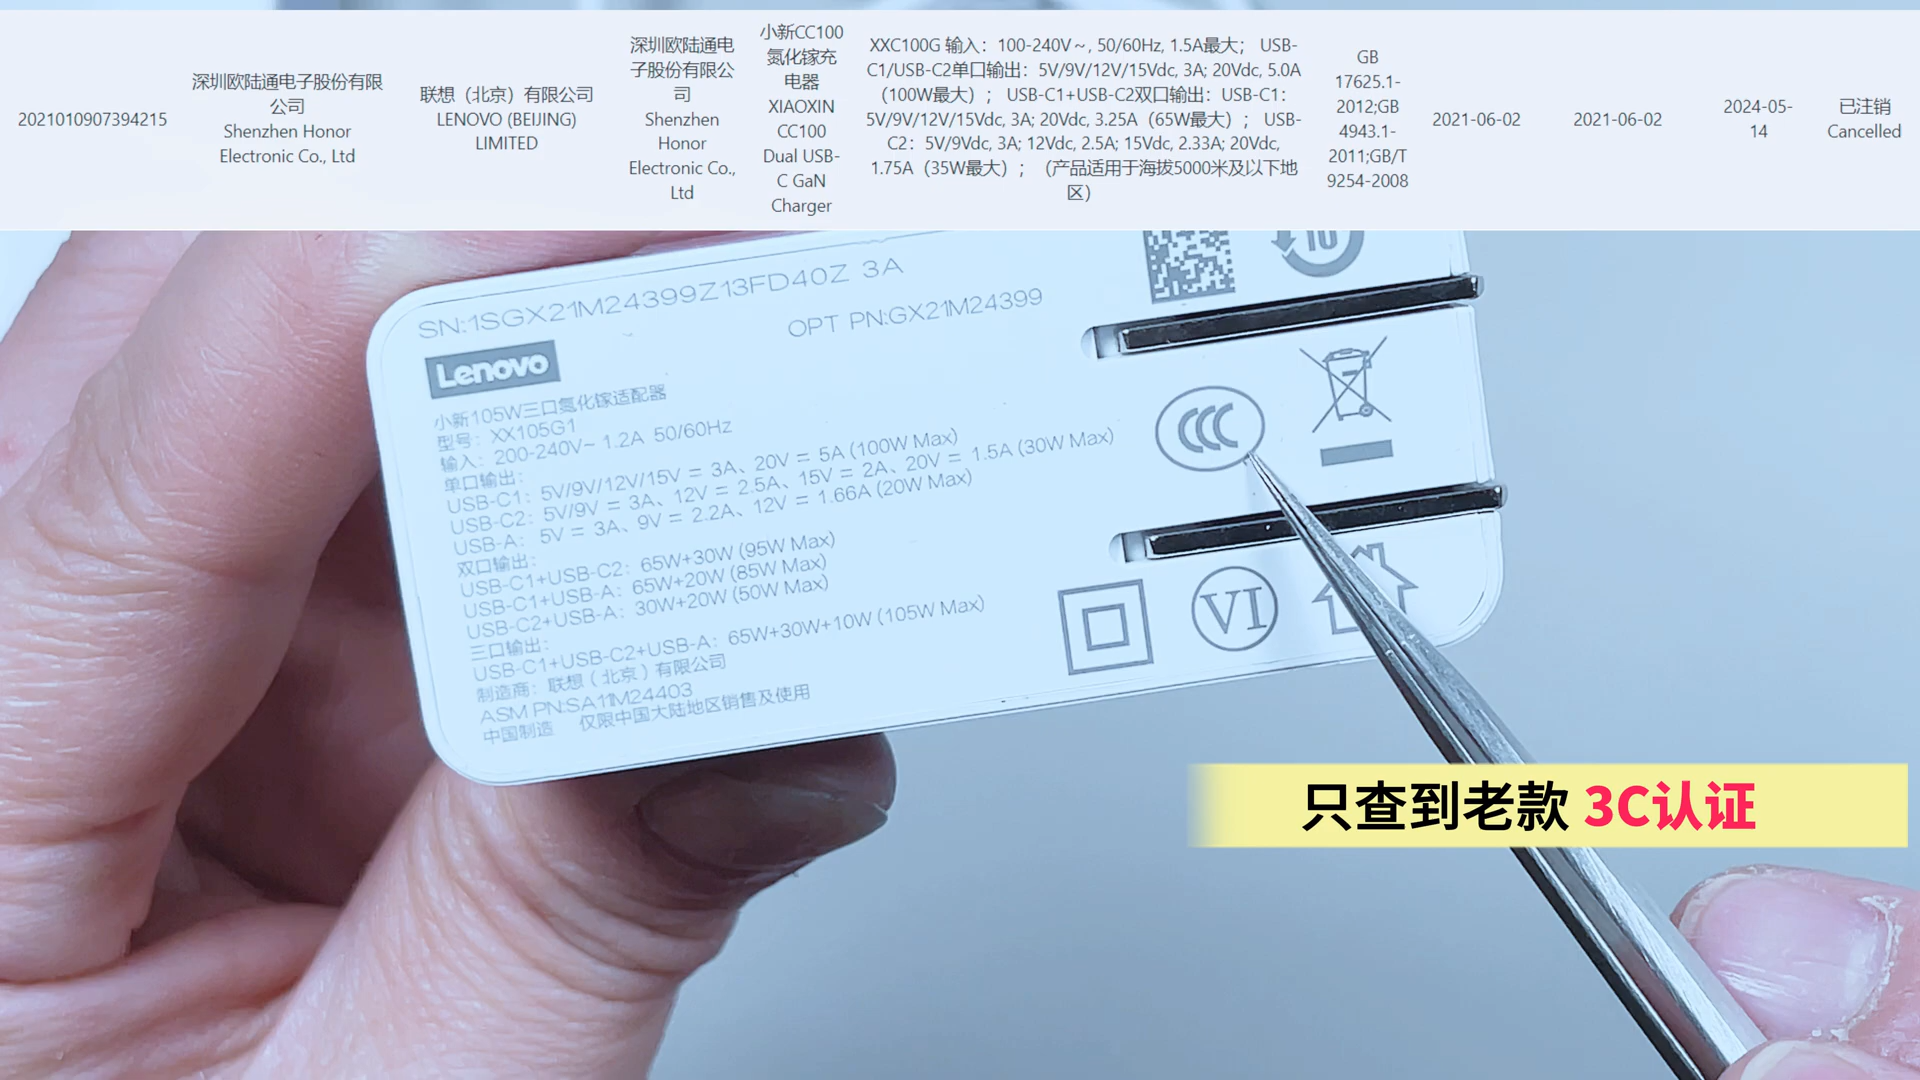 2021010907394215
深圳欧陆通电子股份有限
公司
Shenzhen Honor
Electronic Co., Ltd
联想（北京）有限公司
LENOVO (BEIJING)
LIMITED
深圳欧陆通电
子股份有限公
司
Shenzhen
Honor
Electronic Co.,
Ltd
小新CC100
氮化镓充
电器
XIAOXIN
CC100
Dual USB-
C GaN
Charger
XXC100G 输入：100-240V～, 50/60Hz, 1.5A最大； USB-
C1/USB-C2单口输出：5V/9V/12V/15Vdc, 3A; 20Vdc, 5.0A
（100W最大）； USB-C1+USB-C2双口输出：USB-C1：
5V/9V/12V/15Vdc, 3A; 20Vdc, 3.25A（65W最大）； USB-
C2：5V/9Vdc, 3A; 12Vdc, 2.5A; 15Vdc, 2.33A; 20Vdc,
1.75A（35W最大）；（产品适用于海拔5000米及以下地
区）
GB
17625.1-
2012;GB
4943.1-
2011;GB/T
9254-2008
2021-06-02
2021-06-02
2024-05-
14
已注销
Cancelled
SN:1SGX21M24399Z13FD40Z 3A
OPT PN:GX21M24399
Lenovo
小新105W三口氮化镓适配器
型号：XX105G1
输入：200-240V~ 1.2A 50/60Hz
单口输出：
USB-C1：5V/9V/12V/15V = 3A、20V = 5A (100W Max)
USB-C2：5V/9V = 3A、12V = 2.5A、15V = 2A、20V = 1.5A (30W Max)
USB-A：5V = 3A、9V = 2.2A、12V = 1.66A (20W Max)
双口输出：
USB-C1+USB-C2：65W+30W (95W Max)
USB-C1+USB-A：65W+20W (85W Max)
USB-C2+USB-A：30W+20W (50W Max)
三口输出：
USB-C1+USB-C2+USB-A：65W+30W+10W (105W Max)
制造商：联想（北京）有限公司
ASM PN:SA11M24403
中国制造 仅限中国大陆地区销售及使用
10
CCC
VI
只查到老款 3C认证